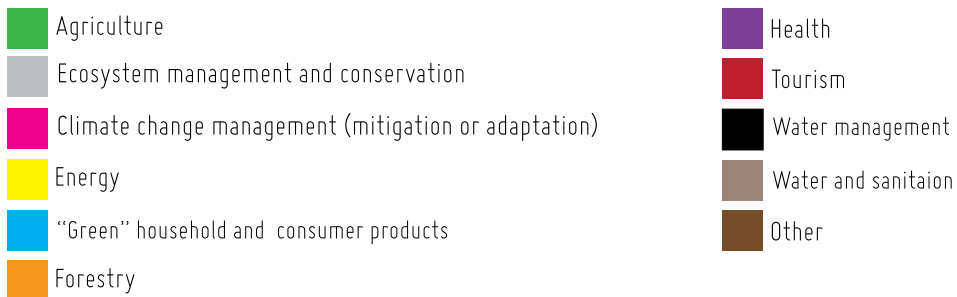 Agriculture
Ecosystem management and conservation
Climate change management (mitigation or adaptation)
Energy
“Green” household and consumer products
Forestry
Health
Tourism
Water management
Water and sanitaion
Other